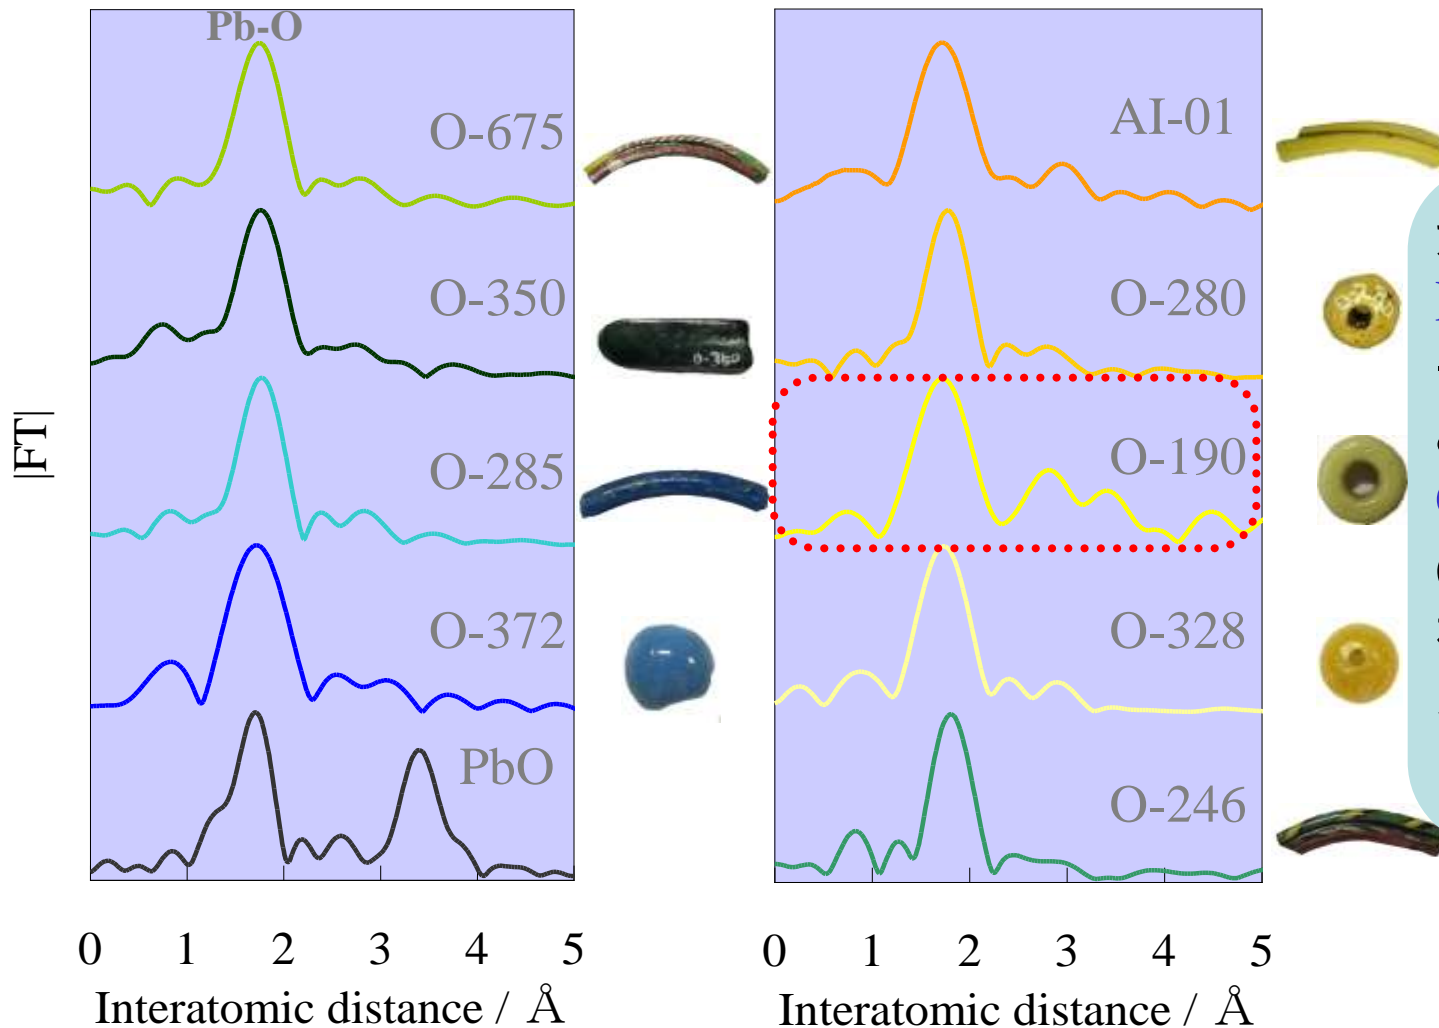 Pb-O
O-675
O-350
O-285
O-372
PbO
|FT|
0 1 2 3 4 5
Interatomic distance / Å
AI-01
O-280
O-190
O-328
O-246
0 1 2 3 4 5
Interatomic distance / Å